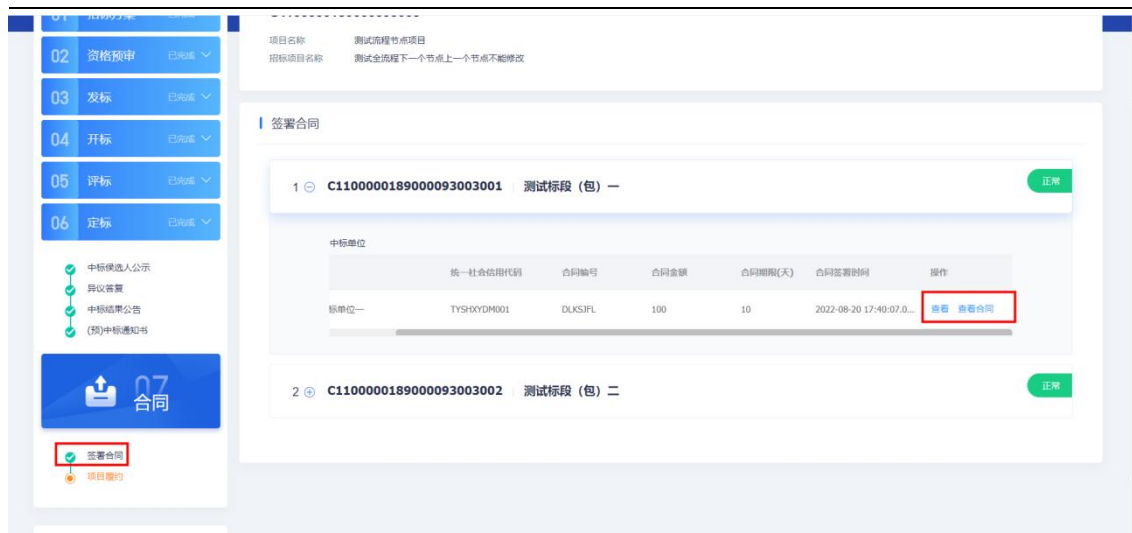 02 资格预审 已完成
03 发标 已完成
04 开标 已完成
05 评标 已完成
06 定标 已完成
中标候选人公示
异议答复
中标结果公告
(预)中标通知书
07
合同
签署合同
项目履约
项目名称 测试流程节点项目
招标项目名称 测试全流程下一个节点上一个节点不能修改
签署合同
1 C1100000189000093003001 测试标段（包）一 正常
中标单位
统一社会信用代码 合同编号 合同金额 合同期限(天) 合同签署时间 操作
标单位一 TYSHXYDM001 DLKSJFL 100 10 2022-08-20 17:40:07.0... 查看 查看合同
2 C1100000189000093003002 测试标段（包）二 正常